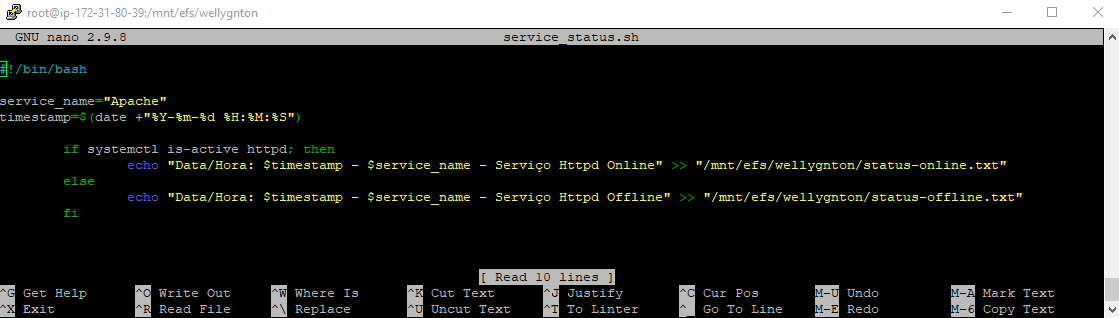 root@ip-172-31-80-39:/mnt/efs/wellygnton
GNU nano 2.9.8 service_status.sh
#!/bin/bash
service_name="Apache"
timestamp=$(date +"%Y-%m-%d %H:%M:%S")
if systemctl is-active httpd; then
echo "Data/Hora: $timestamp - $service_name - Serviço Httpd Online" >> "/mnt/efs/wellygnton/status-online.txt"
else
echo "Data/Hora: $timestamp - $service_name - Serviço Httpd Offline" >> "/mnt/efs/wellygnton/status-offline.txt"
fi
[ Read 10 lines ]
^G Get Help ^O Write Out ^W Where Is ^K Cut Text ^J Justify ^C Cur Pos M-U Undo M-A Mark Text
^X Exit ^R Read File ^\ Replace ^U Uncut Text ^T To Linter ^_ Go To Line M-E Redo M-6 Copy Text